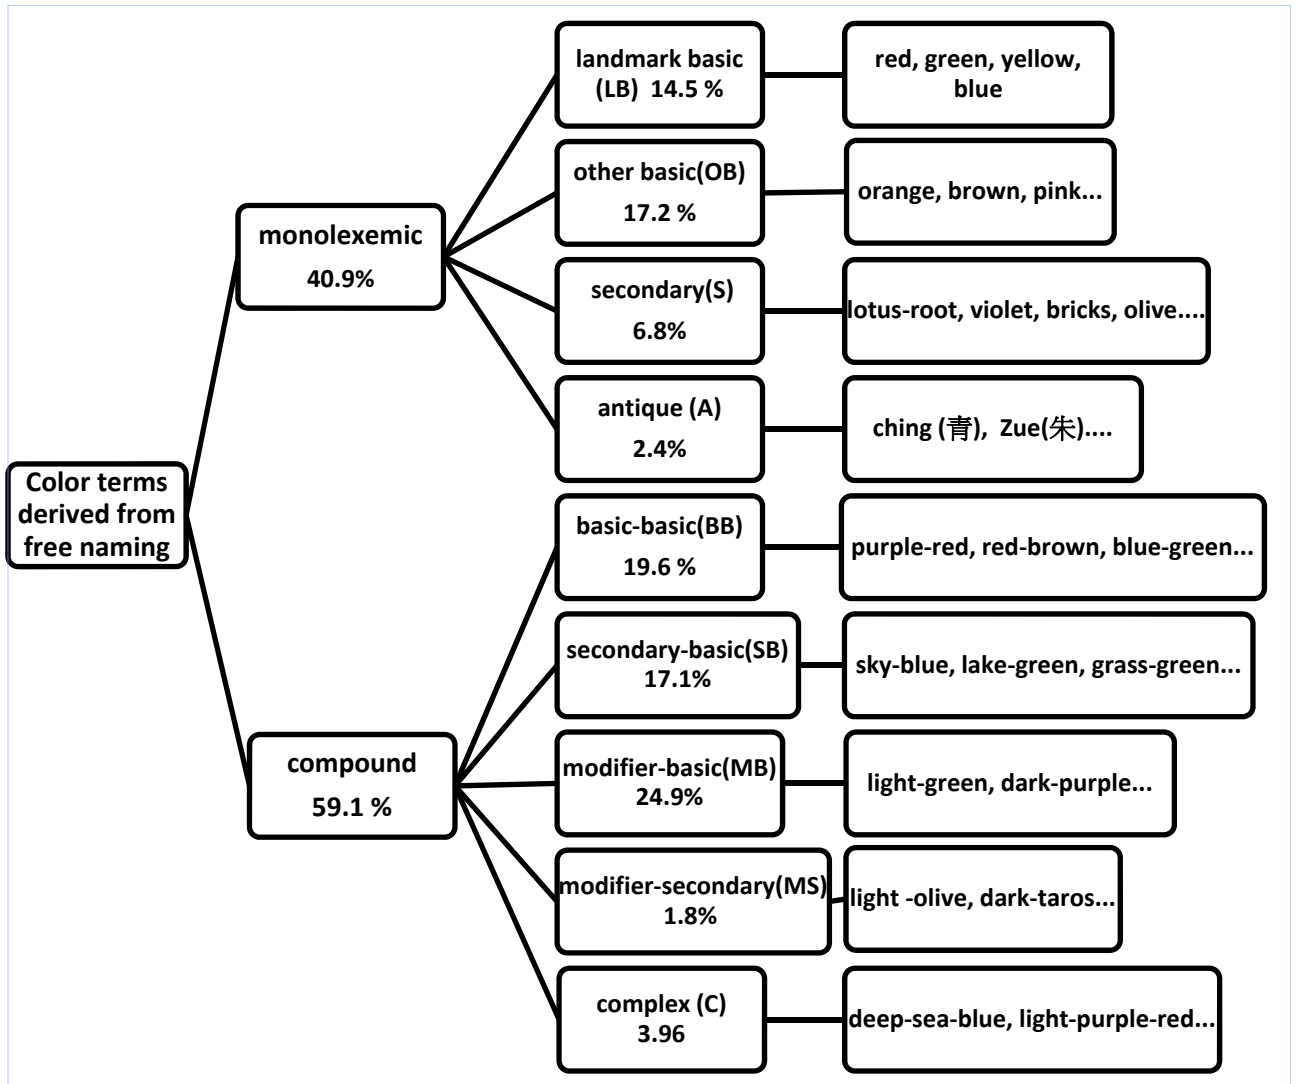 Color terms
derived from
free naming
monolexemic
40.9%
landmark basic
(LB)  14.5 %
red, green, yellow,
blue
other basic(OB)
17.2 %
orange, brown, pink...
secondary(S)
6.8%
lotus-root, violet, bricks, olive....
antique (A)
2.4%
ching (青),  Zue(朱)....
compound
59.1 %
basic-basic(BB)
19.6 %
purple-red, red-brown, blue-green...
secondary-basic(SB)
17.1%
sky-blue, lake-green, grass-green...
modifier-basic(MB)
24.9%
light-green, dark-purple...
modifier-secondary(MS)
1.8%
light -olive, dark-taros...
complex (C)
3.96
deep-sea-blue, light-purple-red...